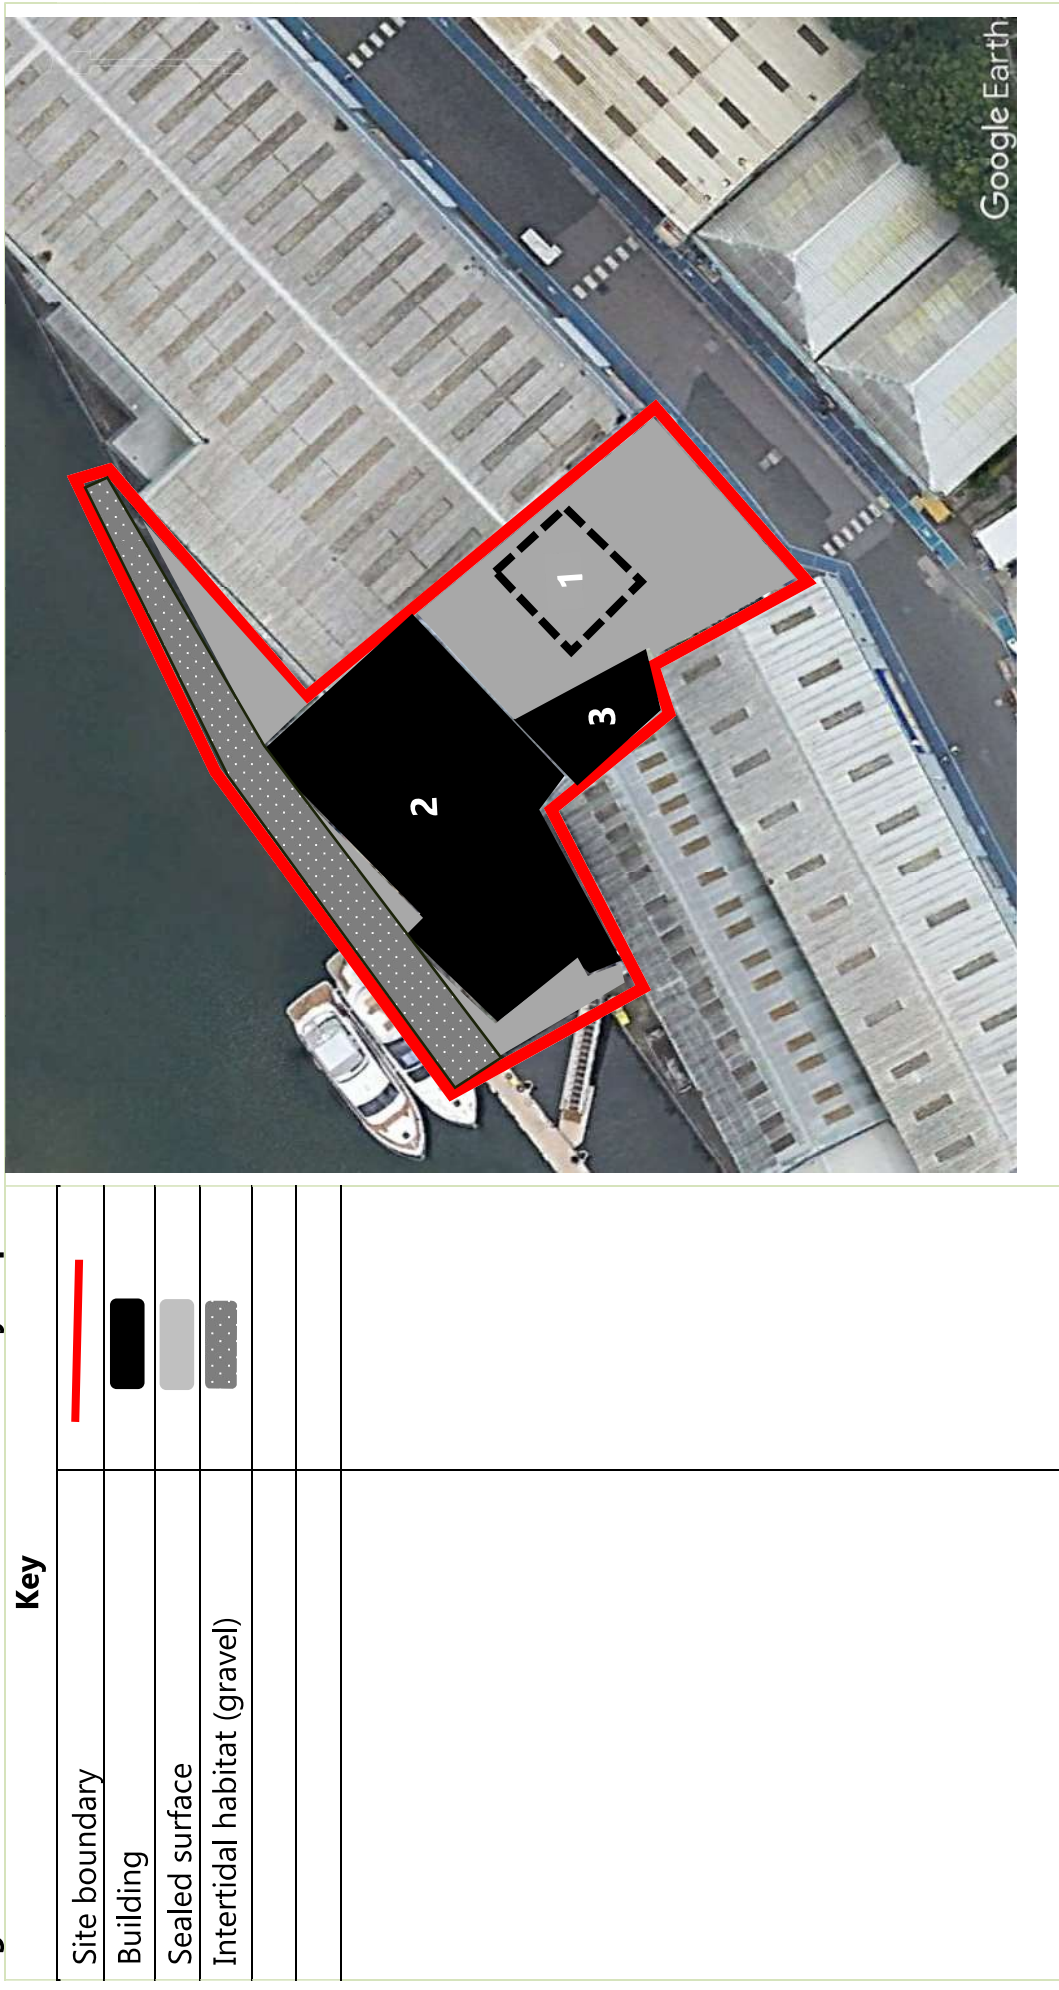 Key
Site boundary
Building
Sealed surface
Intertidal habitat (gravel)
1
2
3
Google Earth